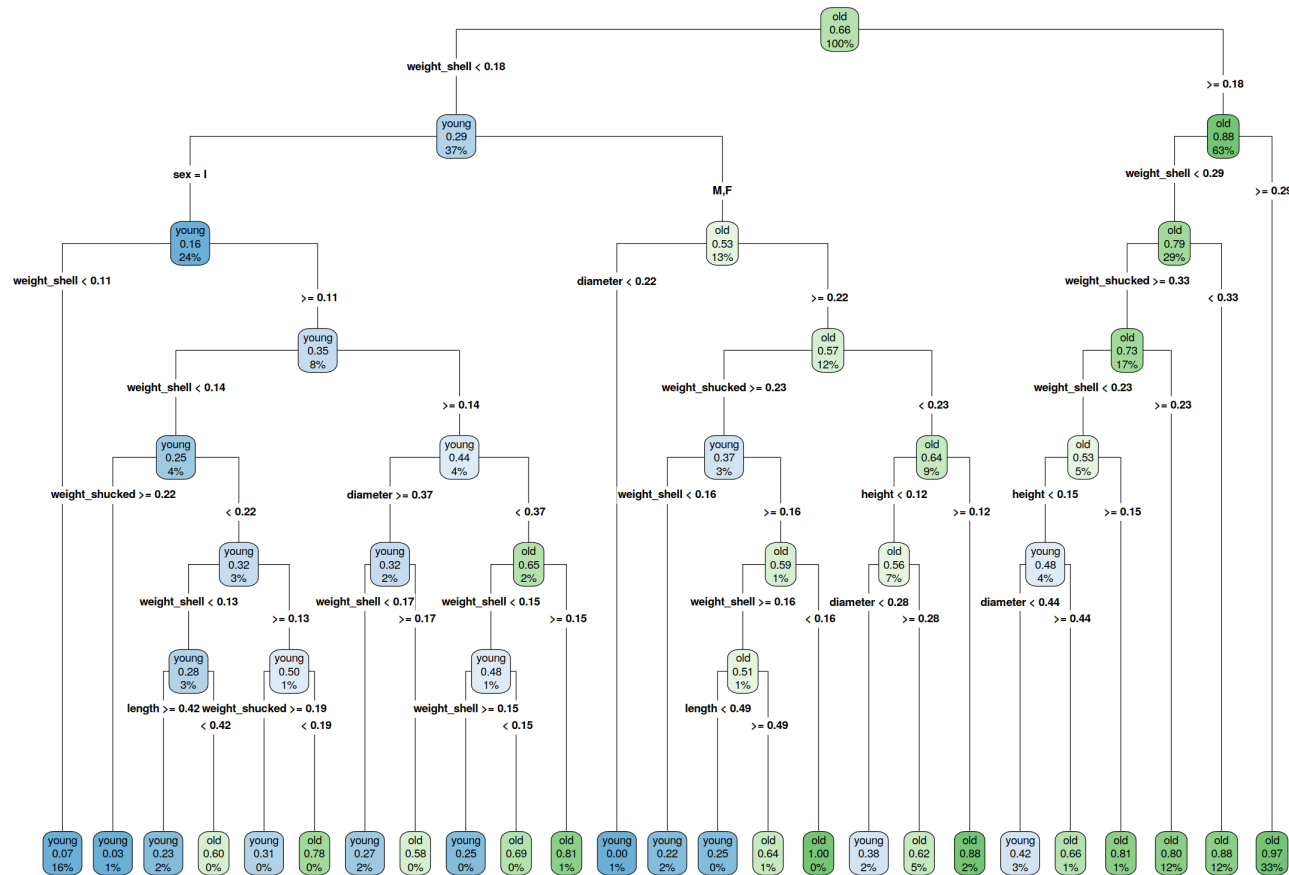 old
0.66
100%
weight_shell < 0.18
>= 0.18
young
0.29
37%
old
0.88
63%
sex = I
M,F
weight_shell < 0.29
>= 0.29
young
0.16
24%
old
0.53
13%
old
0.79
29%
weight_shell < 0.11
>= 0.11
diameter < 0.22
>= 0.22
weight_shucked >= 0.33
< 0.33
young
0.35
8%
old
0.57
12%
old
0.73
17%
weight_shell < 0.14
>= 0.14
weight_shucked >= 0.23
< 0.23
weight_shell < 0.23
>= 0.23
young
0.25
4%
young
0.44
4%
young
0.37
3%
old
0.64
9%
old
0.53
5%
weight_shucked >= 0.22
< 0.22
diameter >= 0.37
< 0.37
weight_shell < 0.16
>= 0.16
height < 0.12
>= 0.12
height < 0.15
>= 0.15
young
0.32
3%
young
0.32
2%
old
0.65
2%
old
0.59
1%
old
0.56
7%
young
0.48
4%
weight_shell < 0.13
>= 0.13
weight_shell < 0.17
>= 0.17
weight_shell < 0.15
>= 0.15
weight_shell >= 0.16
< 0.16
diameter < 0.28
>= 0.28
diameter < 0.44
>= 0.44
young
0.28
3%
young
0.50
1%
young
0.48
1%
old
0.51
1%
length >= 0.42
< 0.42
weight_shucked >= 0.19
< 0.19
weight_shell >= 0.15
< 0.15
length < 0.49
>= 0.49
young
0.07
16%
young
0.03
1%
young
0.23
2%
old
0.60
0%
young
0.31
0%
old
0.78
0%
young
0.27
2%
old
0.58
0%
young
0.25
0%
old
0.69
0%
old
0.81
1%
young
0.00
1%
young
0.22
2%
young
0.25
0%
old
0.64
1%
old
1.00
0%
young
0.38
2%
old
0.62
5%
old
0.88
2%
young
0.42
3%
old
0.66
1%
old
0.81
1%
old
0.80
12%
old
0.88
12%
old
0.97
33%